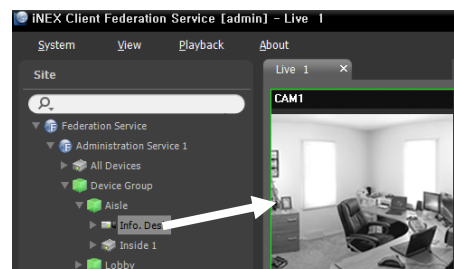 iNEX Client Federation Service [admin] - Live 1
System View Playback About
Site
Live 1 ×
CAM1
Federation Service
Administration Service 1
All Devices
Device Group
Aisle
Info. Des
Inside 1
Lobby